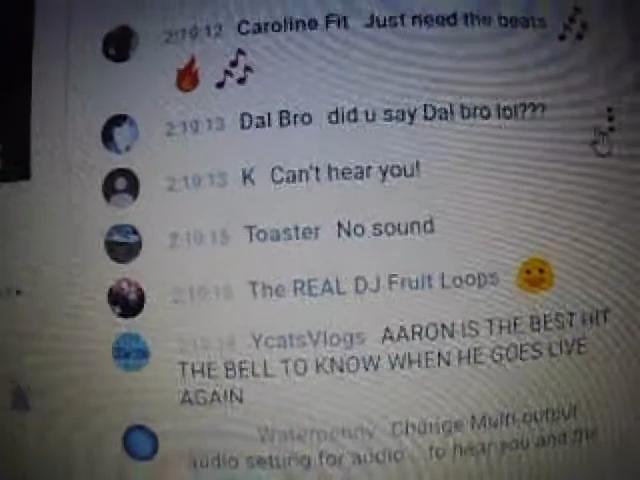 2:19:12 Caroline Fit Just need the beats 🎶
🔥 🎶
2:19:13 Dal Bro did u say Dal bro lol???
2:19:13 K Can't hear you!
2:19:15 Toaster No sound
The REAL DJ Fruit Loops
YcatsVlogs AARON IS THE BEST HIT
THE BELL TO KNOW WHEN HE GOES LIVE
AGAIN
Change Multi output
audio setting for audio to hear you and the